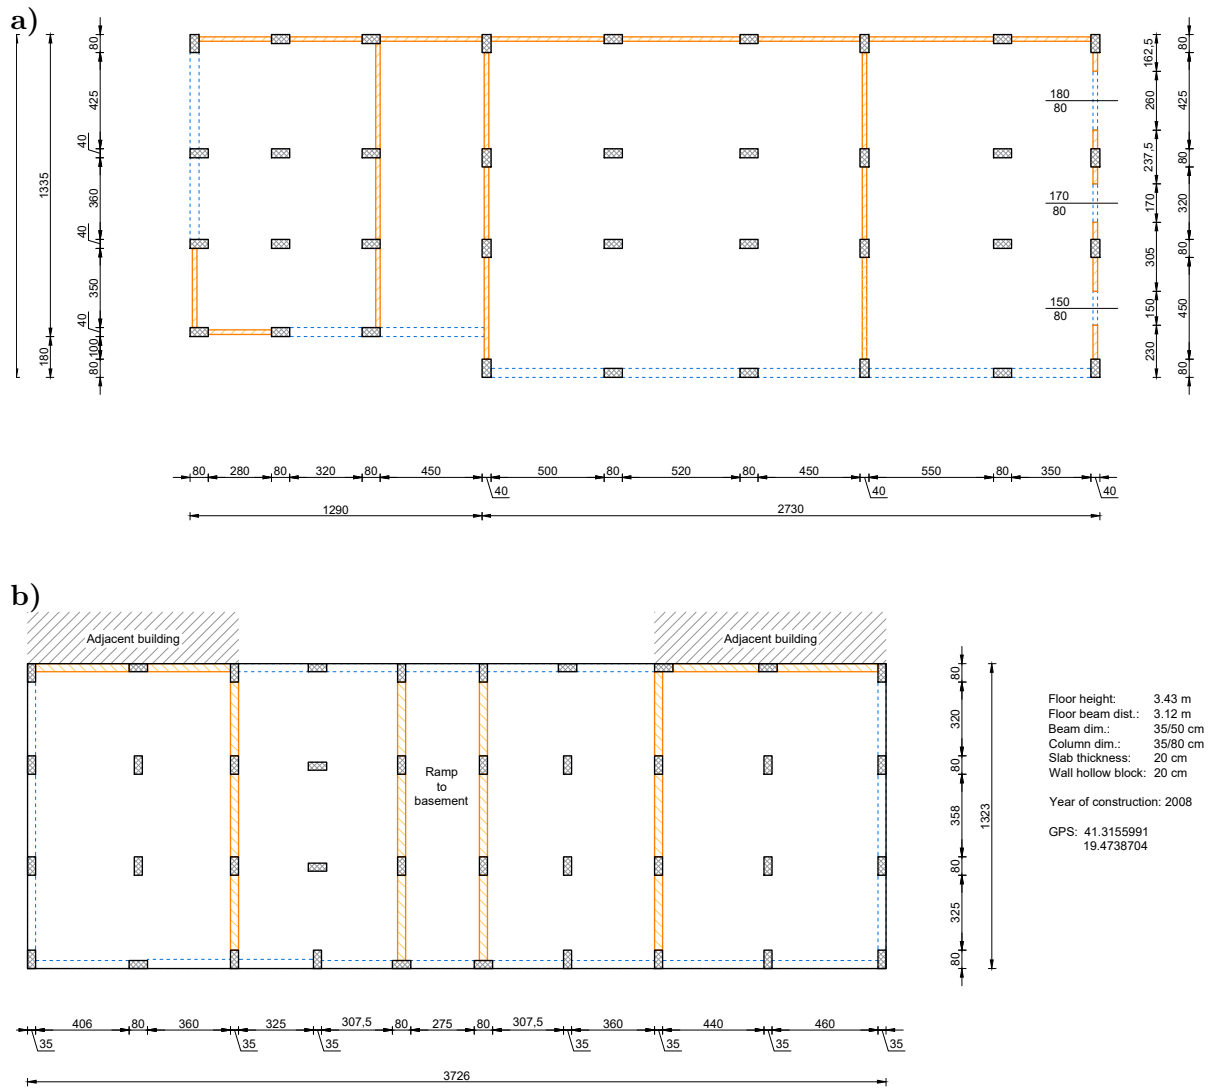 a)
80
425
40
360
40
350
40
100
80
1335
180
180
80
170
80
150
80
162,5
260
237,5
170
305
150
230
80
425
80
320
80
450
80
80 280 80 320 80 450 500 80 520 80 450 550 80 350
40 40 40
1290 2730
b)
Adjacent building Adjacent building
Ramp
to
basement
80
320
80
358
80
325
80
1323
Floor height: 3.43 m
Floor beam dist.: 3.12 m
Beam dim.: 35/50 cm
Column dim.: 35/80 cm
Slab thickness: 20 cm
Wall hollow block: 20 cm
Year of construction: 2008
GPS: 41.3155991
19.4738704
406 80 360 325 307,5 80 275 80 307,5 360 440 460
35 35 35 35 35 35 35
3726